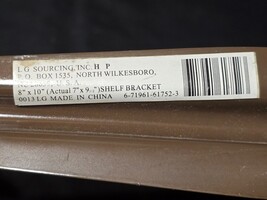 L G SOURCING, INC. H P
P.O. BOX 1535, NORTH WILKESBORO,
8" x 10" (Actual 7" x 9..") SHELF BRACKET
0013 LG MADE IN CHINA 6-71961-61752-3